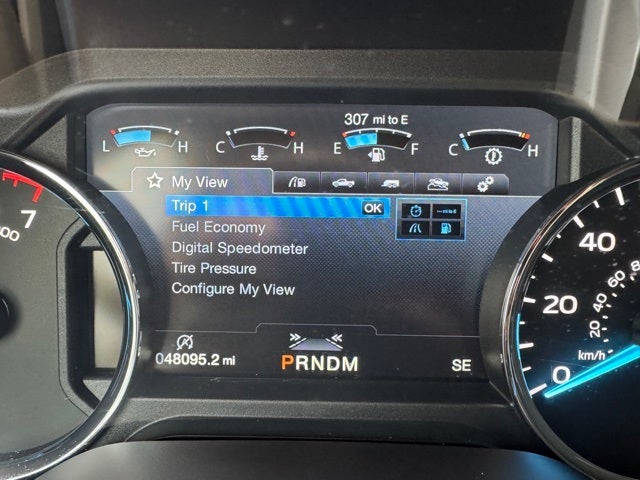 307 mi to E
L H C H E F C H
My View
Trip 1 OK
Fuel Economy
Digital Speedometer
Tire Pressure
Configure My View
048095.2 mi PRNDM SE
7
40
60
20
40
20
0
km/h